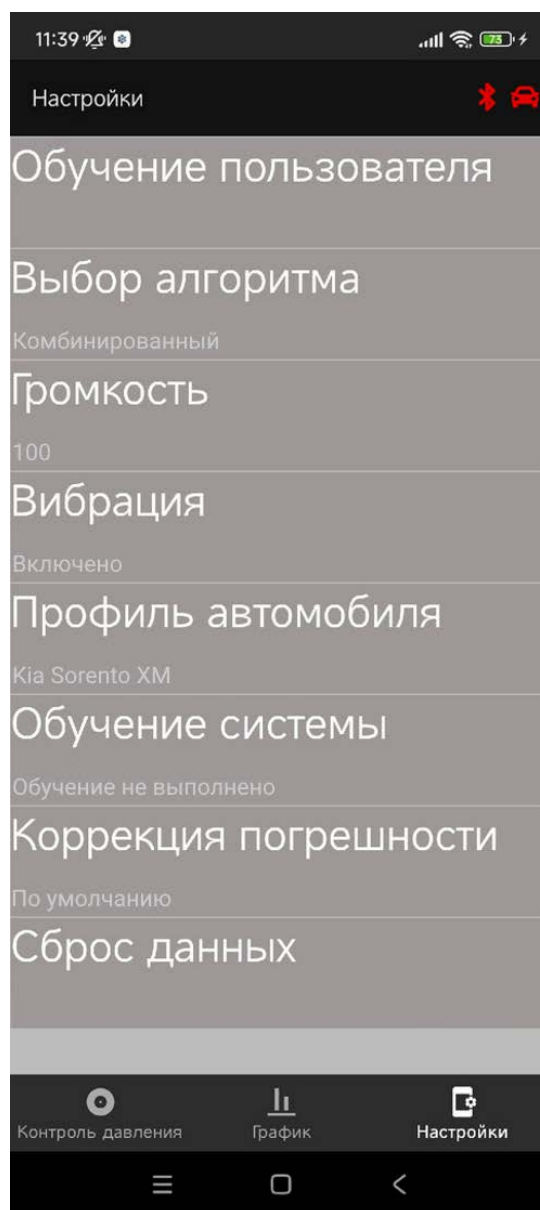 11:39
73
Настройки
Обучение пользователя
Выбор алгоритма
Комбинированный
Громкость
100
Вибрация
Включено
Профиль автомобиля
Kia Sorento XM
Обучение системы
Обучение не выполнено
Коррекция погрешности
По умолчанию
Сброс данных
Контроль давления
График
Настройки